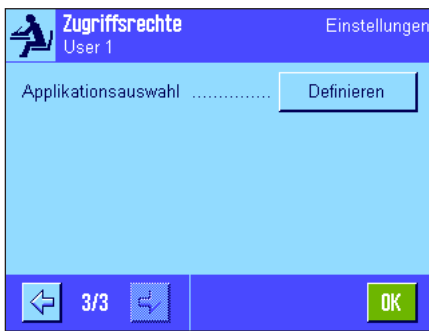 Zugriffsrechte
Einstellungen
User 1
Applikationsauswahl ............... Definieren
3/3
OK